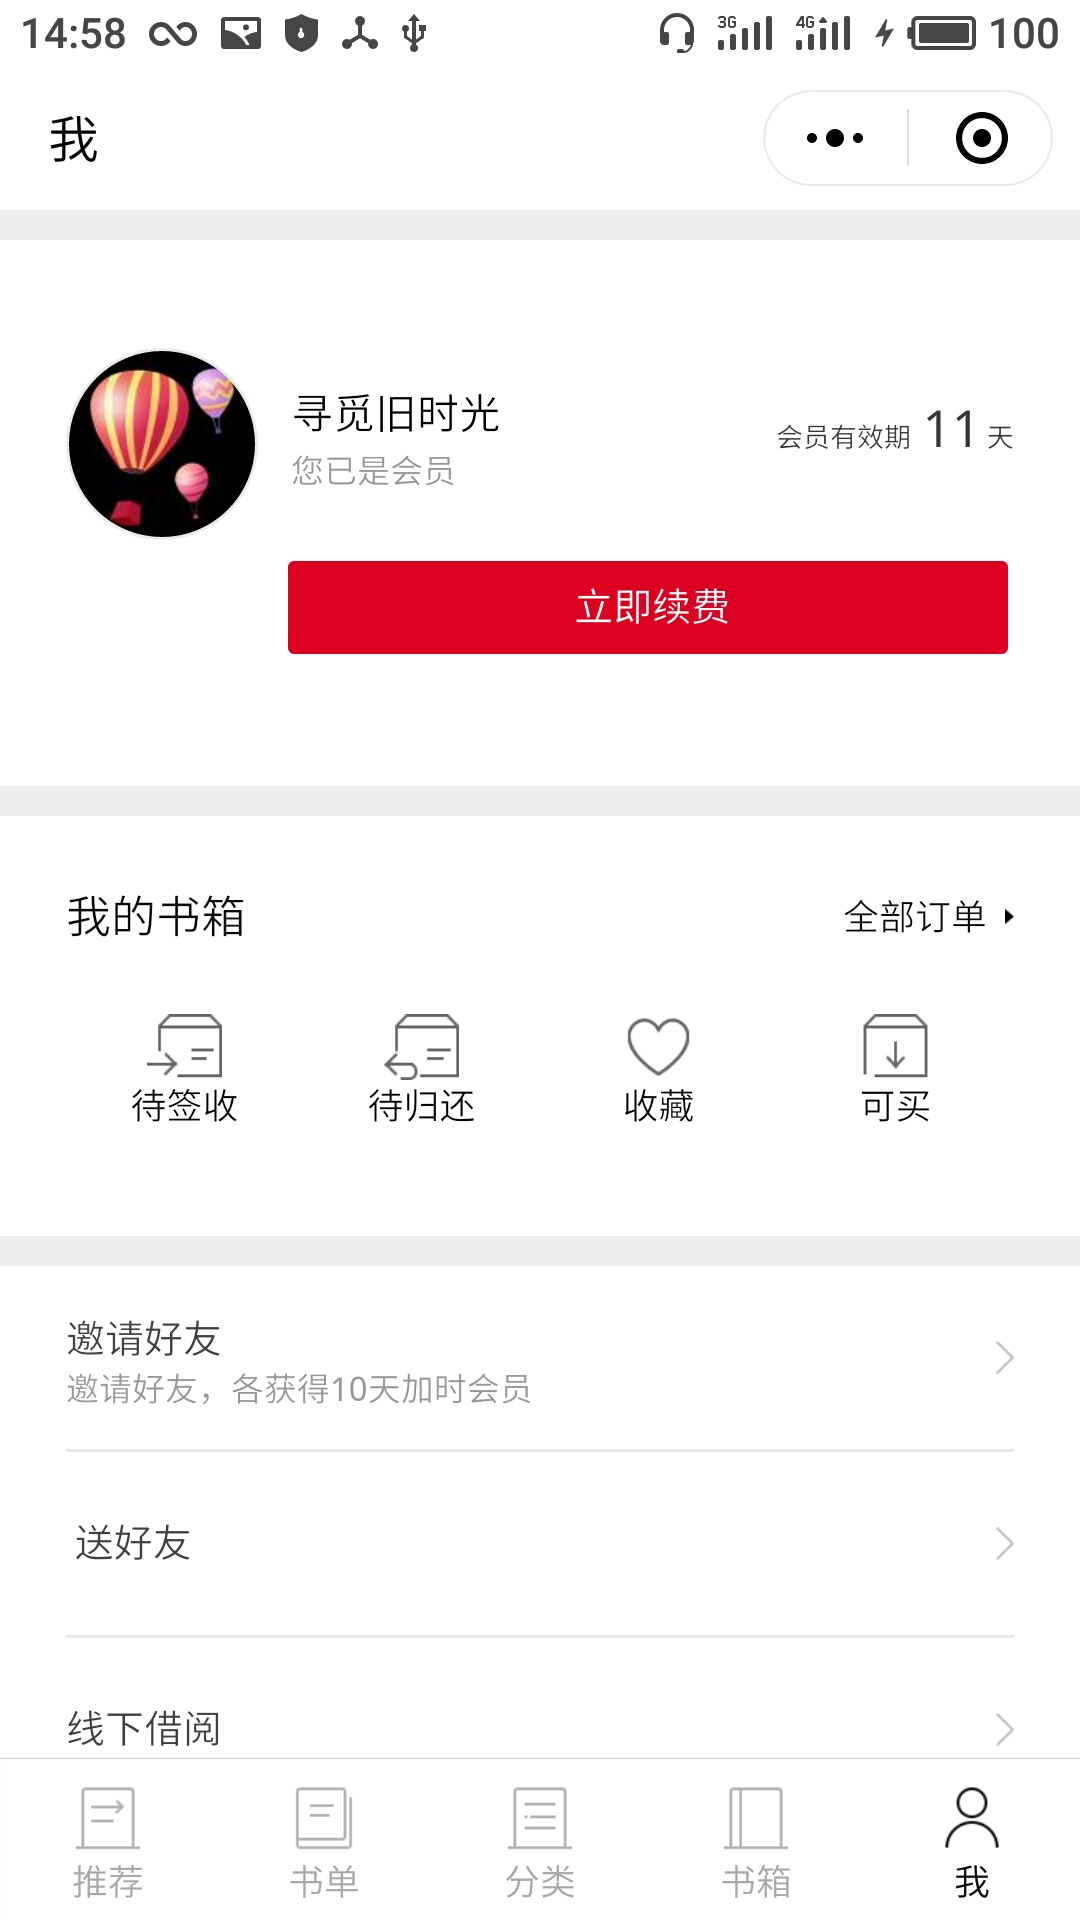 14:58 3G 4G 100
我
寻觅旧时光
您已是会员
会员有效期 11 天
立即续费
我的书箱 全部订单
待签收 待归还 收藏 可买
邀请好友
邀请好友，各获得10天加时会员
送好友
线下借阅
推荐 书单 分类 书箱 我